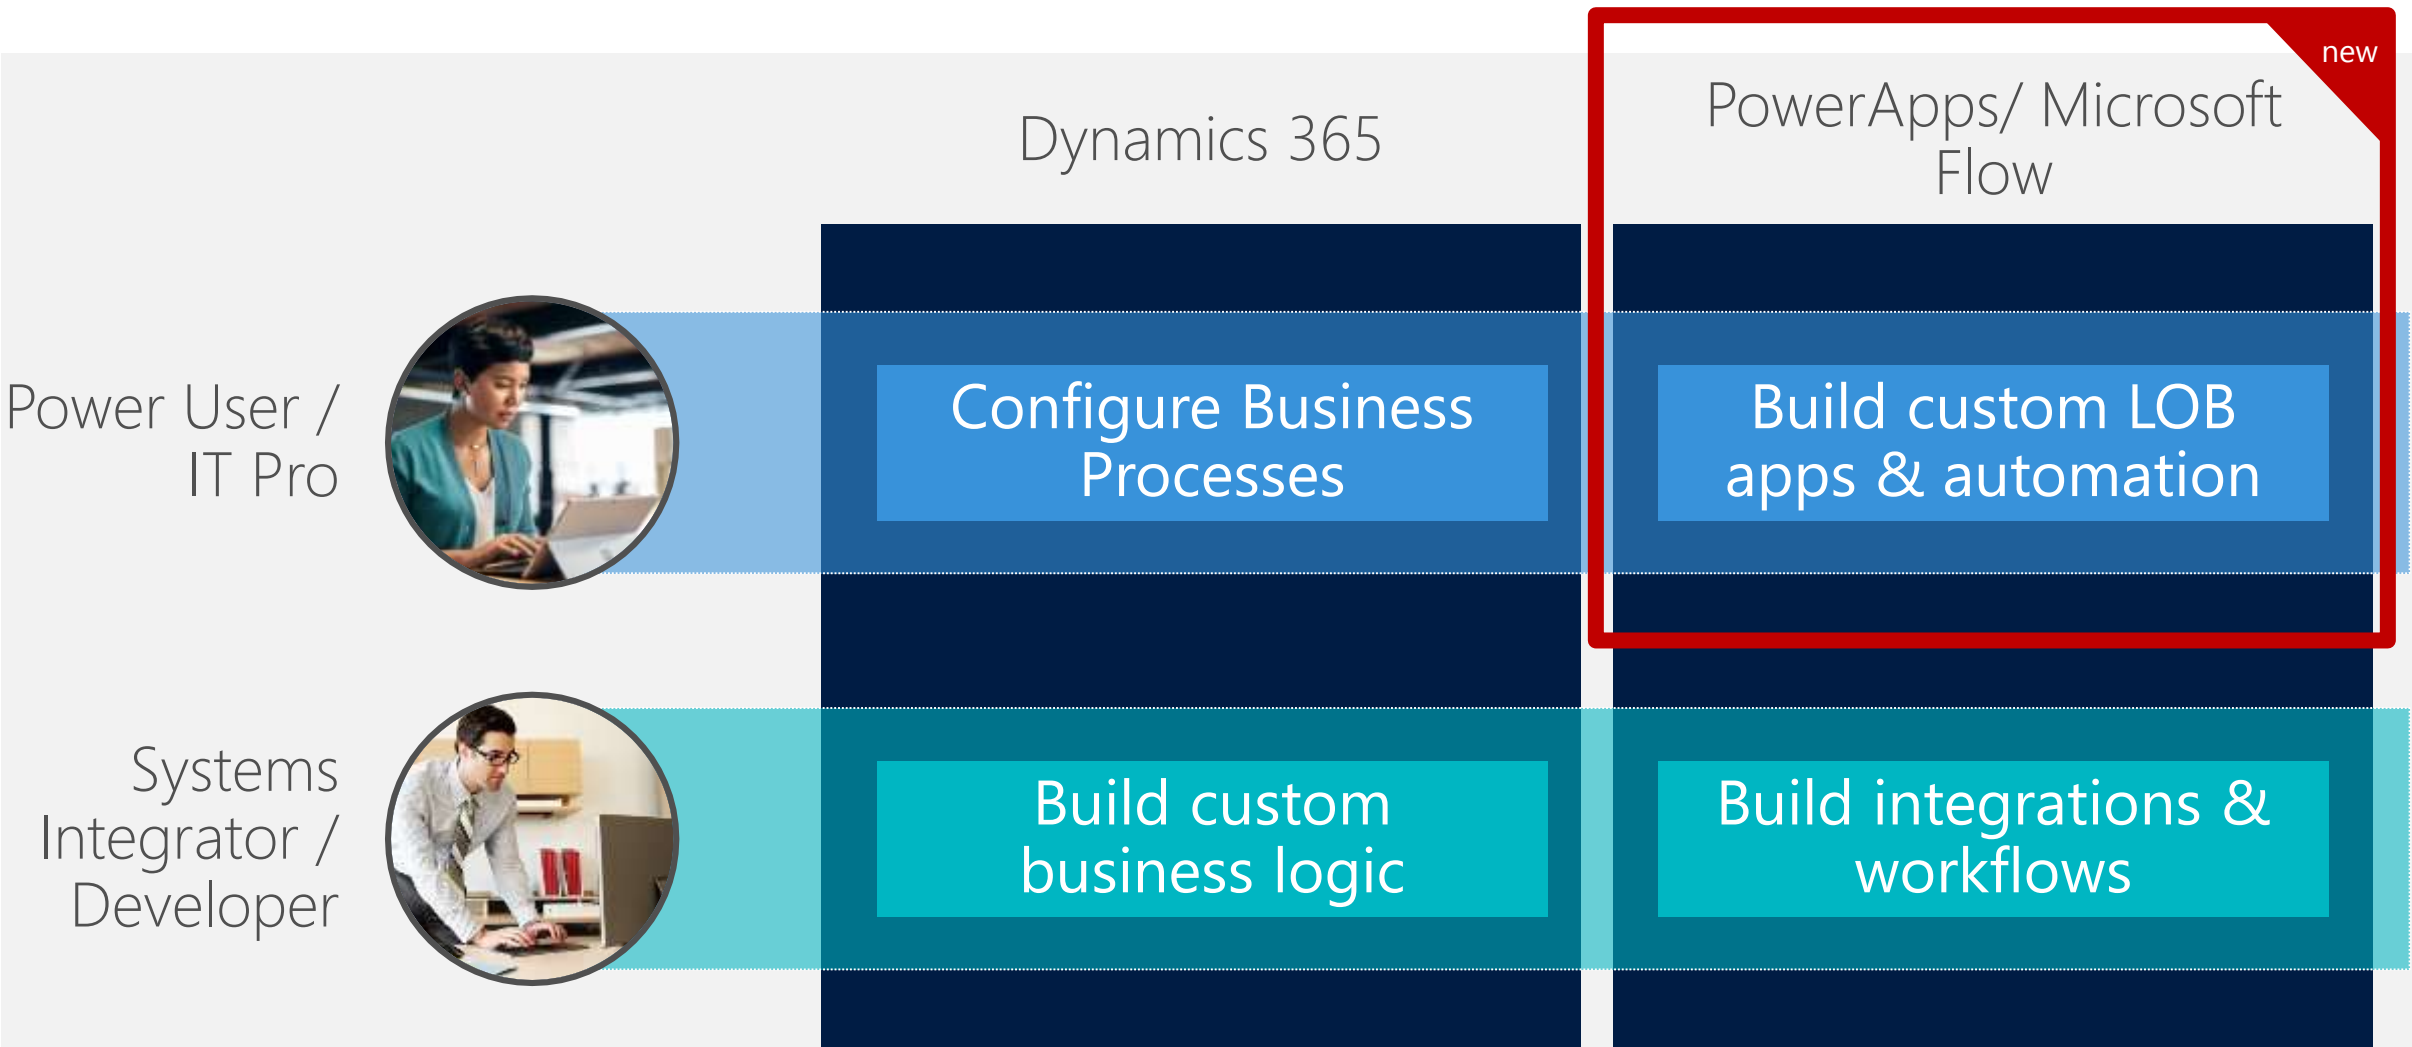 new
Dynamics 365
PowerApps/ Microsoft
Flow
Power User /
IT Pro
Configure Business
Processes
Build custom LOB
apps & automation
Systems
Integrator /
Developer
Build custom
business logic
Build integrations &
workflows